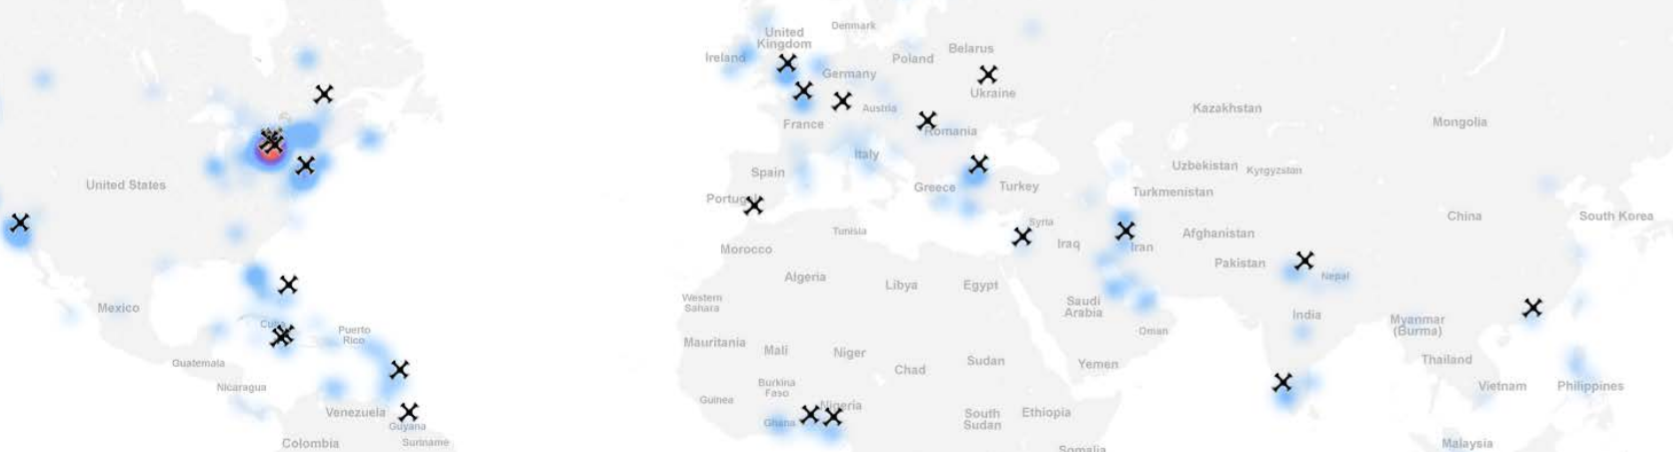 United
Kingdom
Denmark
Ireland
Belarus
Poland
Germany
Ukraine
Austria
Kazakhstan
France
Mongolia
Romania
Italy
Uzbekistan
Kyrgyzstan
Spain
United States
Greece
Turkey
Turkmenistan
Portugal
China
South Korea
Syria
Tunisia
Afghanistan
Iraq
Iran
Morocco
Pakistan
Algeria
Nepal
Libya
Egypt
Western
Sahara
Saudi
Arabia
Mexico
India
Myanmar
(Burma)
Cuba
Puerto
Rico
Oman
Mauritania
Mali
Niger
Sudan
Thailand
Guatemala
Chad
Yemen
Nicaragua
Burkina
Faso
Vietnam
Philippines
Guinea
Nigeria
Venezuela
South
Sudan
Ethiopia
Ghana
Guyana
Colombia
Suriname
Malaysia
Somalia